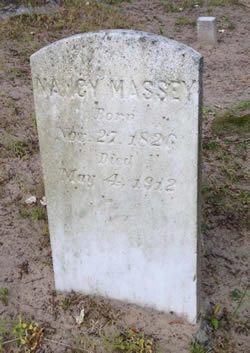 NANCY MASSEY
Born
Nov. 27, 1826
Died
May 4, 1912